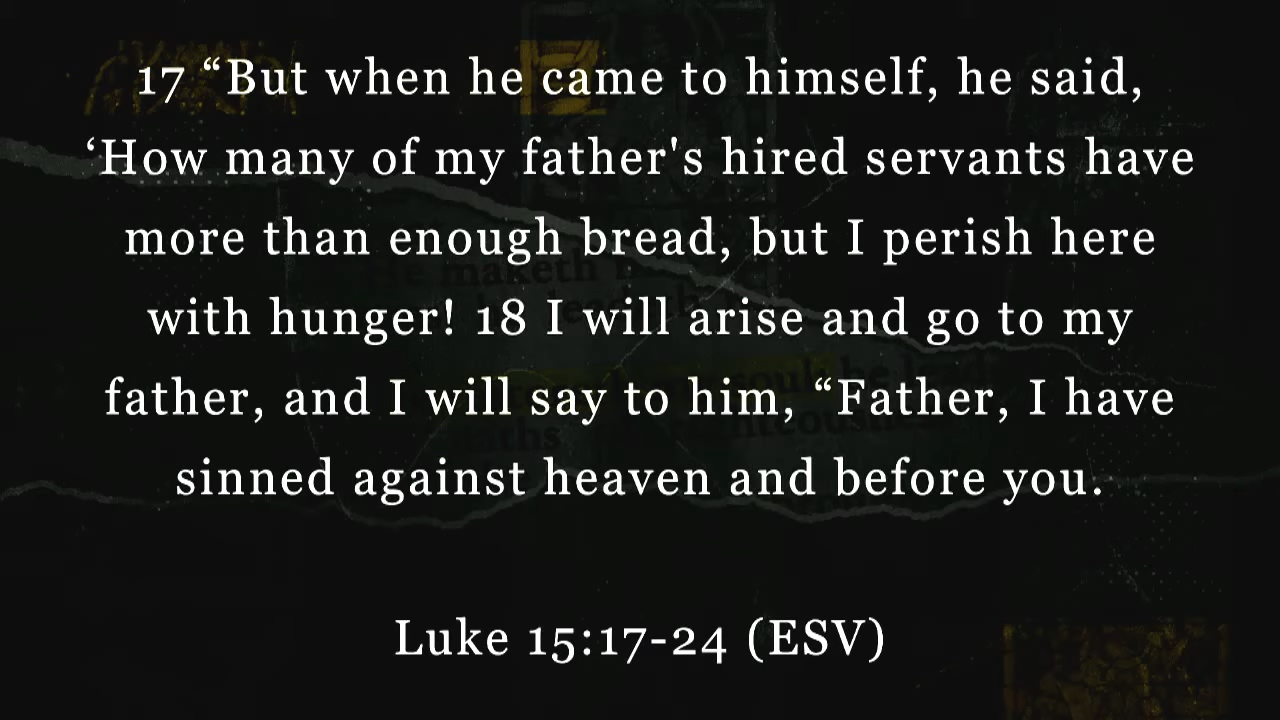 17 “But when he came to himself, he said,
‘How many of my father's hired servants have
more than enough bread, but I perish here
with hunger! 18 I will arise and go to my
father, and I will say to him, “Father, I have
sinned against heaven and before you.
He maketh
Luke 15:17-24 (ESV)